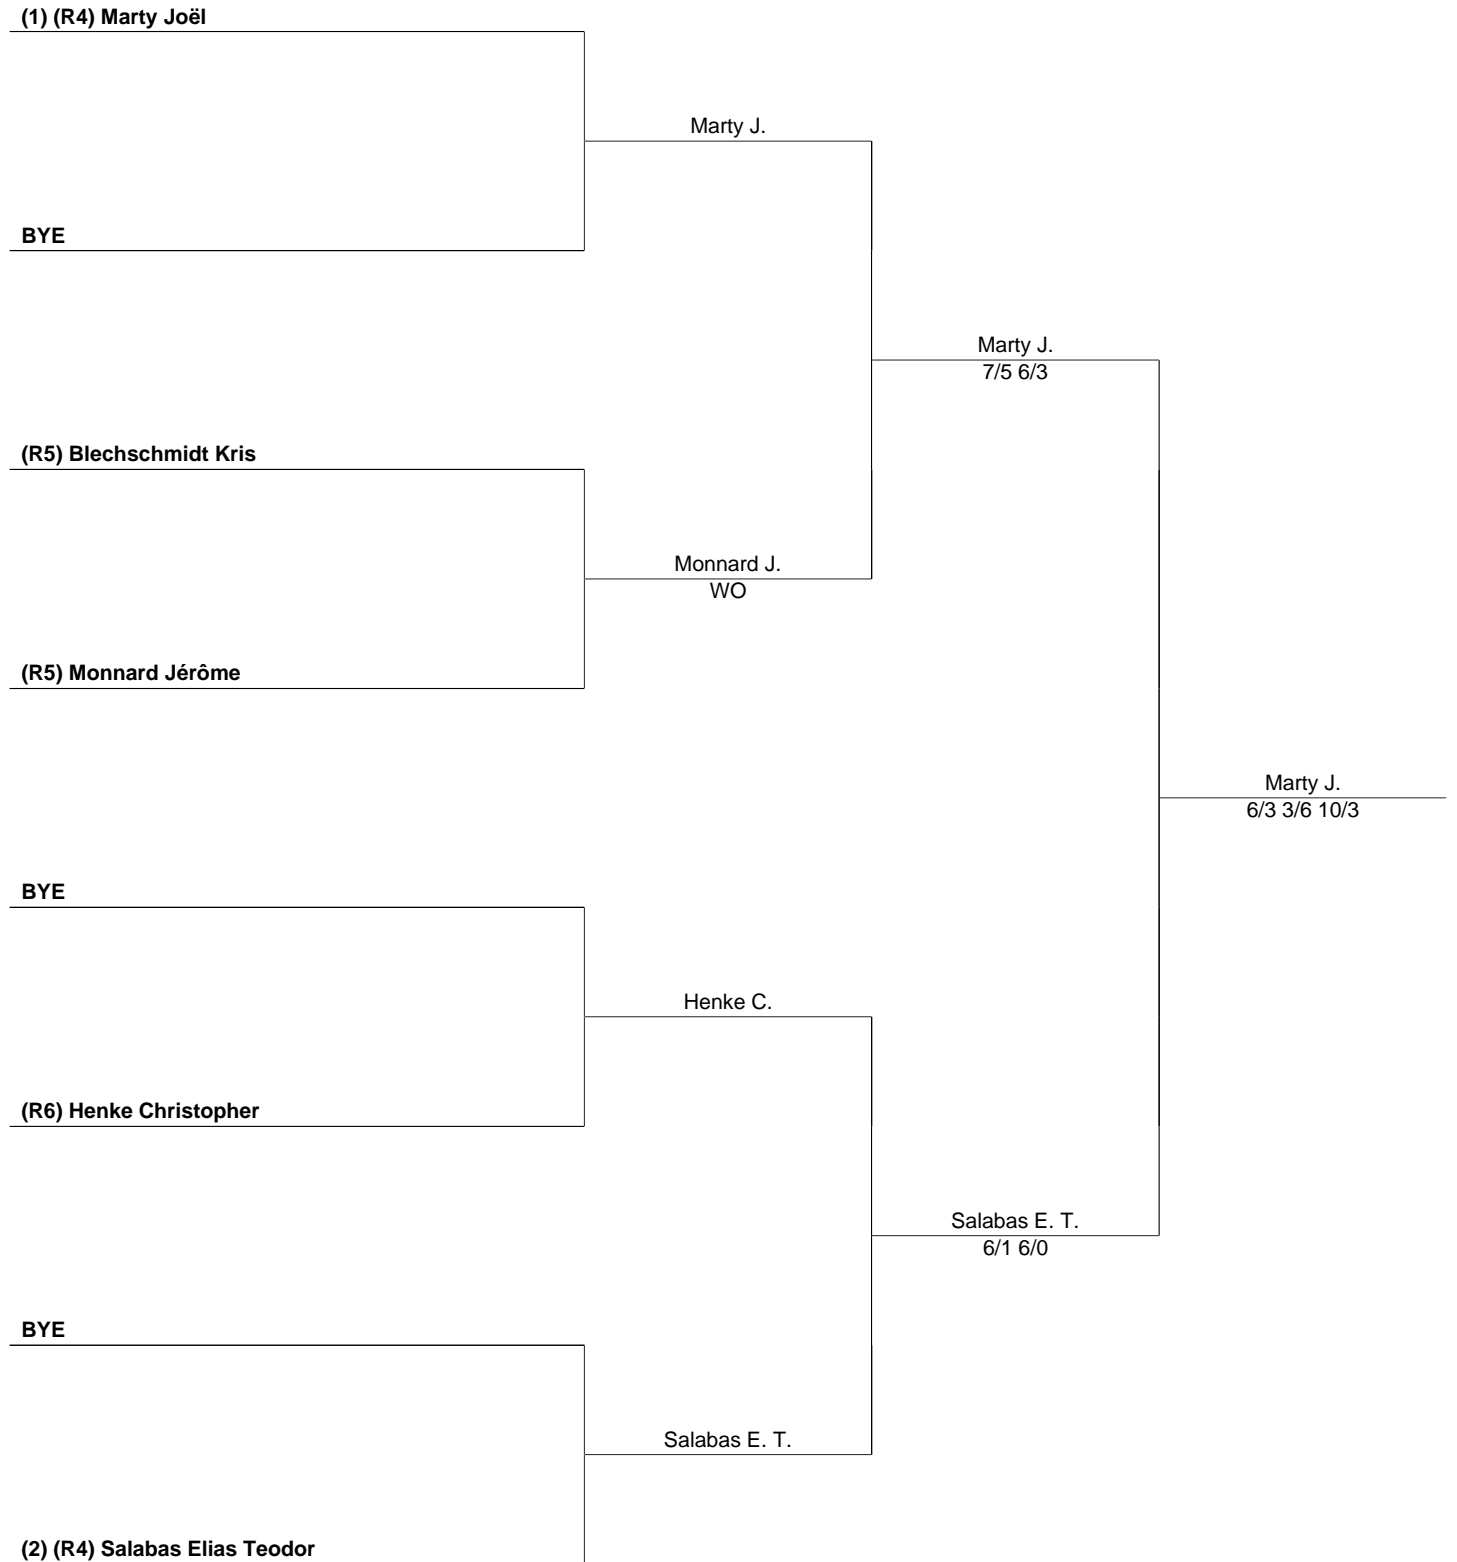 (1) (R4) Marty Joël
Marty J.
BYE
Marty J.
7/5 6/3
(R5) Blechschmidt Kris
Monnard J.
WO
(R5) Monnard Jérôme
Marty J.
6/3 3/6 10/3
BYE
Henke C.
(R6) Henke Christopher
Salabas E. T.
6/1 6/0
BYE
Salabas E. T.
(2) (R4) Salabas Elias Teodor